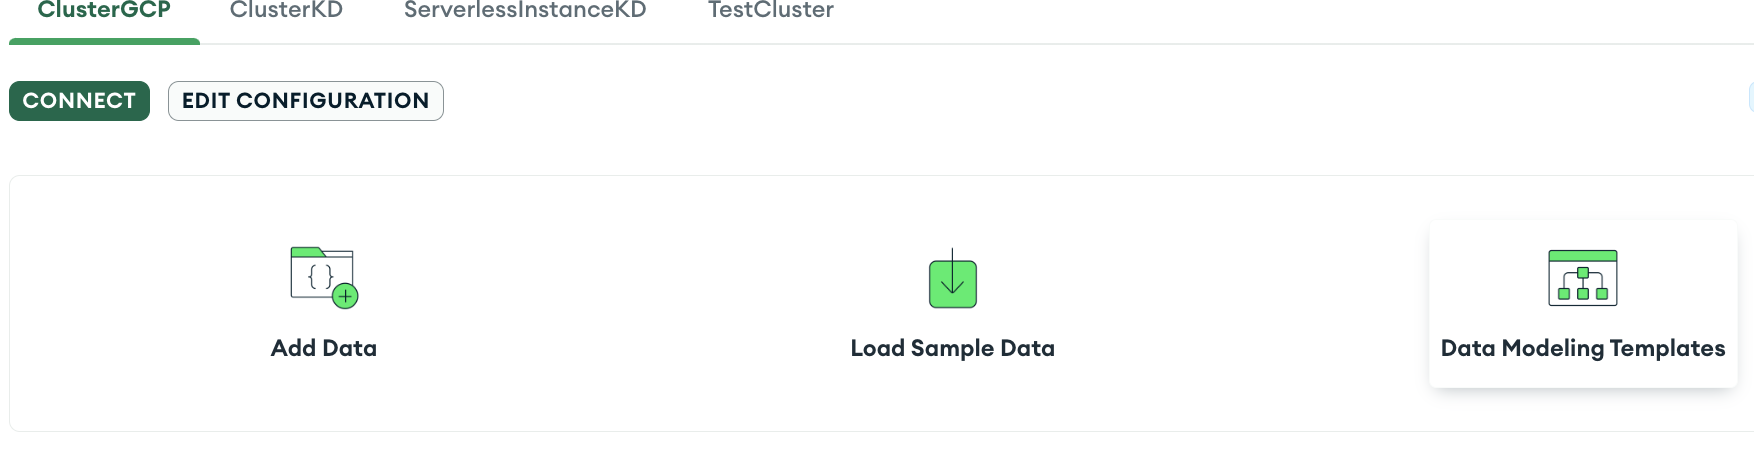 ClusterGCP ClusterKD ServerlessInstanceKD TestCluster
CONNECT EDIT CONFIGURATION
{ }
Add Data Load Sample Data Data Modeling Templates